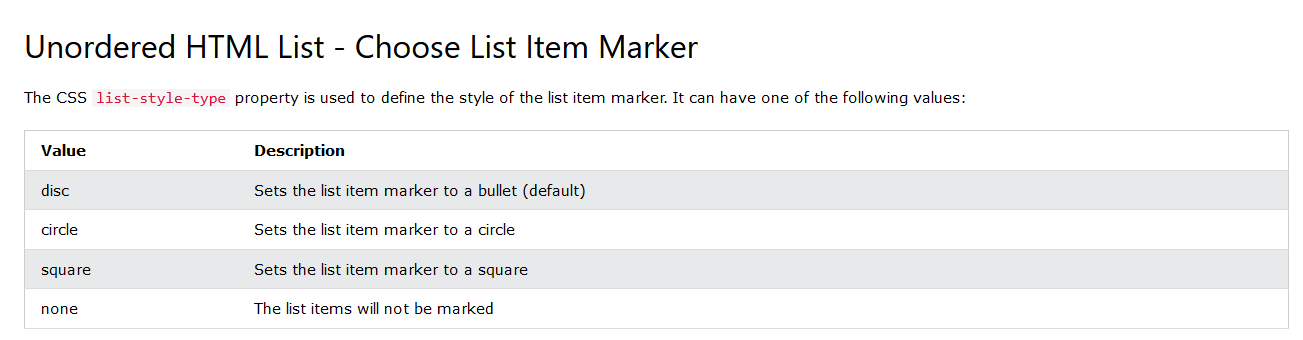 Unordered HTML List - Choose List Item Marker
The CSS list-style-type property is used to define the style of the list item marker. It can have one of the following values:
Value Description
disc Sets the list item marker to a bullet (default)
circle Sets the list item marker to a circle
square Sets the list item marker to a square
none The list items will not be marked